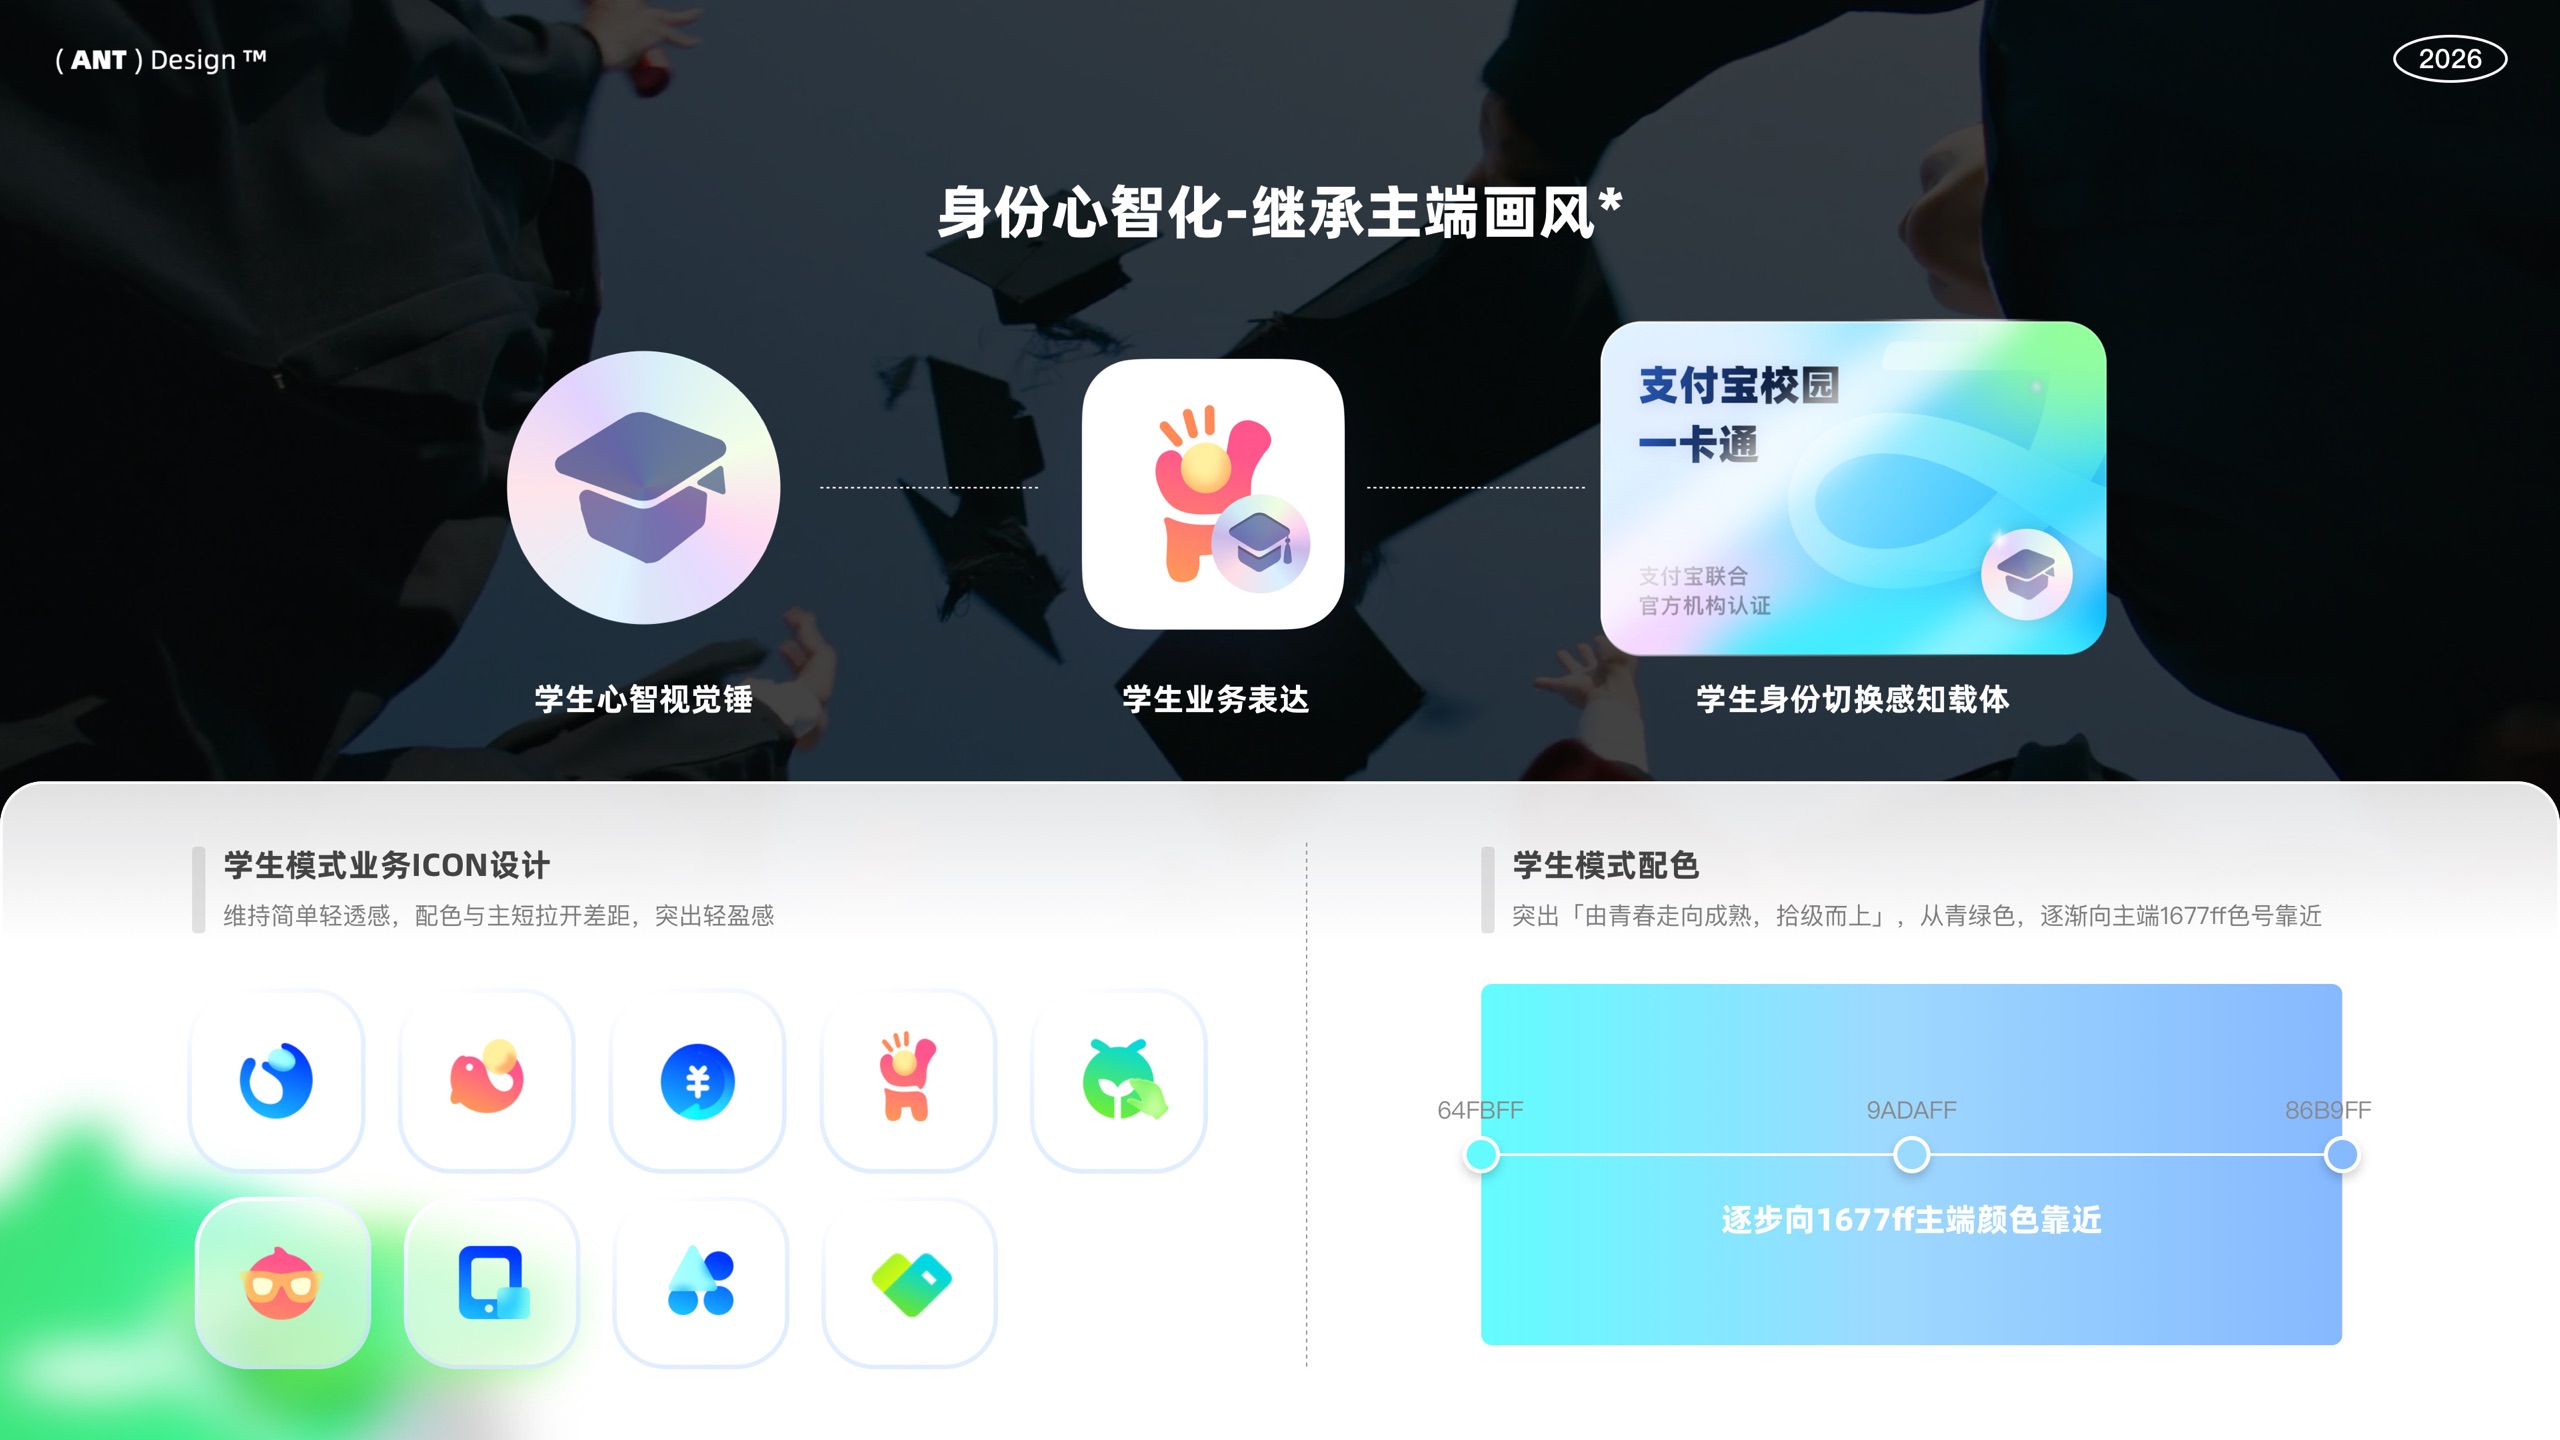 ( ANT ) Design ™
2026
身份心智化-继承主端画风*
支付宝校园
一卡通
支付宝联合
官方机构认证
学生心智视觉锤
学生业务表达
学生身份切换感知载体
学生模式业务ICON设计
维持简单轻透感，配色与主短拉开差距，突出轻盈感
学生模式配色
突出「由青春走向成熟，拾级而上」，从青绿色，逐渐向主端1677ff色号靠近
64FBFF
9ADAFF
86B9FF
逐步向1677ff主端颜色靠近